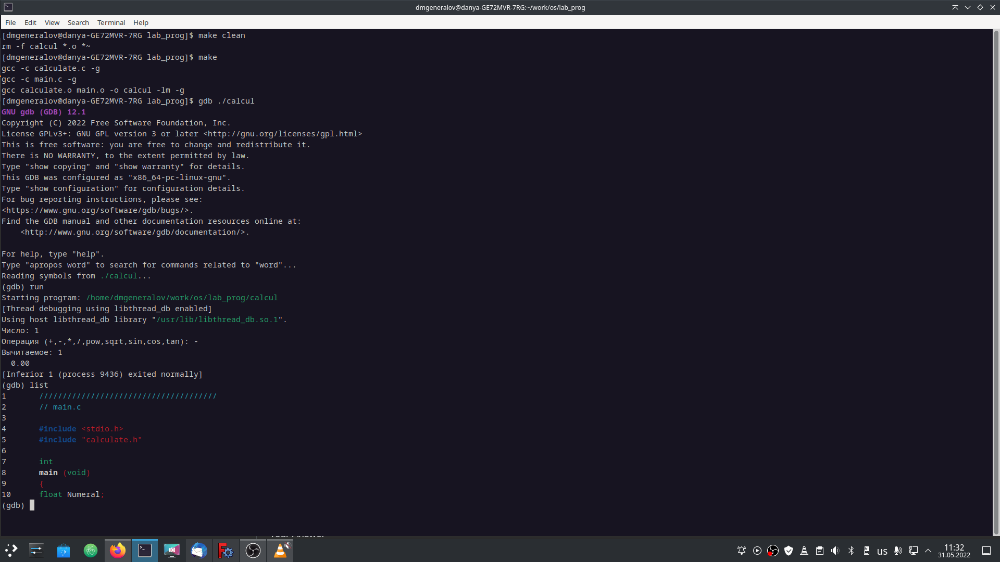 dmgeneralov@danya-GE72MVR-7RG:~/work/os/lab_prog
File Edit View Search Terminal Help
[dmgeneralov@danya-GE72MVR-7RG lab_prog]$ make clean
rm -f calcul *.o *~
[dmgeneralov@danya-GE72MVR-7RG lab_prog]$ make
gcc -c calculate.c -g
gcc -c main.c -g
gcc calculate.o main.o -o calcul -lm -g
[dmgeneralov@danya-GE72MVR-7RG lab_prog]$ gdb ./calcul
GNU gdb (GDB) 12.1
Copyright (C) 2022 Free Software Foundation, Inc.
License GPLv3+: GNU GPL version 3 or later <http://gnu.org/licenses/gpl.html>
This is free software: you are free to change and redistribute it.
There is NO WARRANTY, to the extent permitted by law.
Type "show copying" and "show warranty" for details.
This GDB was configured as "x86_64-pc-linux-gnu".
Type "show configuration" for configuration details.
For bug reporting instructions, please see:
<https://www.gnu.org/software/gdb/bugs/>.
Find the GDB manual and other documentation resources online at:
    <http://www.gnu.org/software/gdb/documentation/>.

For help, type "help".
Type "apropos word" to search for commands related to "word"...
Reading symbols from ./calcul...
(gdb) run
Starting program: /home/dmgeneralov/work/os/lab_prog/calcul
[Thread debugging using libthread_db enabled]
Using host libthread_db library "/usr/lib/libthread_db.so.1".
Число: 1
Операция (+,-,*,/,pow,sqrt,sin,cos,tan): -
Вычитаемое: 1
  0.00
[Inferior 1 (process 9436) exited normally]
(gdb) list
1       //////////////////////////////////////
2       // main.c
3
4       #include <stdio.h>
5       #include "calculate.h"
6
7       int
8       main (void)
9       {
10      float Numeral;
(gdb)
us
11:32
31.05.2022